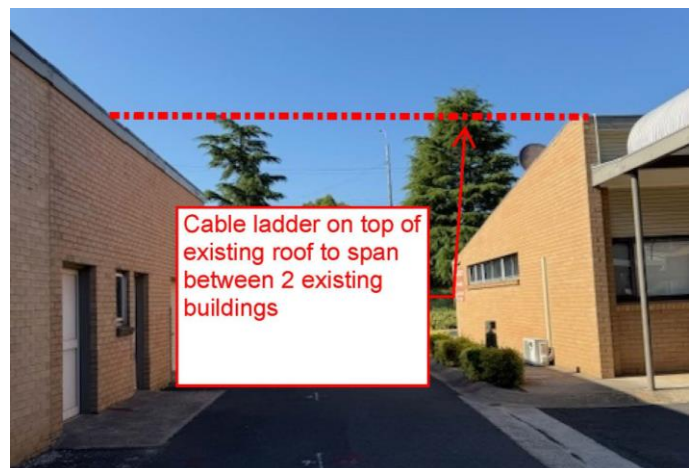 Cable ladder on top of
existing roof to span
between 2 existing
buildings